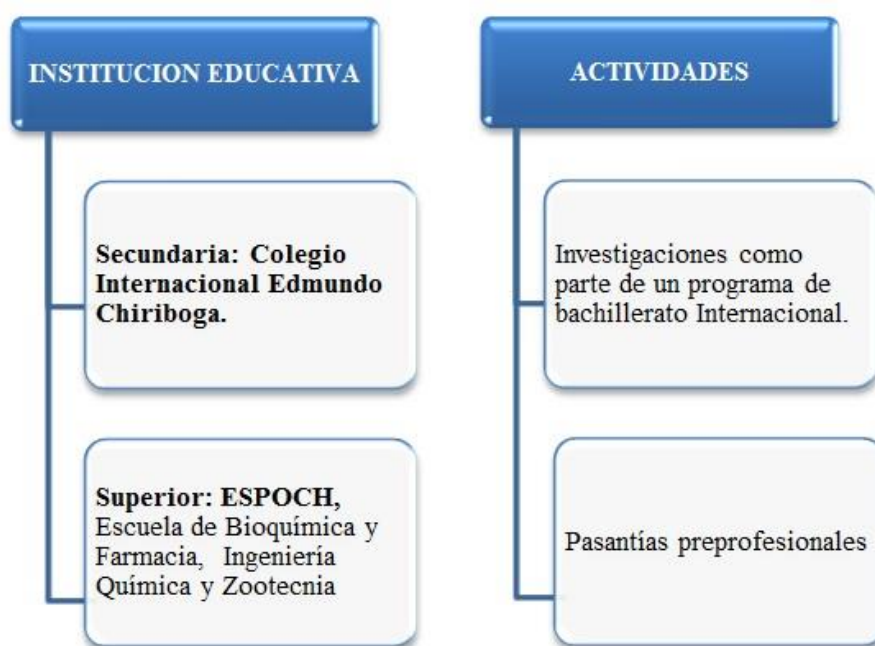 INSTITUCION EDUCATIVA
Secundaria: Colegio
Internacional Edmundo
Chiriboga.
Superior: ESPOCH,
Escuela de Bioquímica y
Farmacia, Ingeniería
Química y Zootecnia
ACTIVIDADES
Investigaciones como
parte de un programa de
bachillerato Internacional.
Pasantías preprofesionales